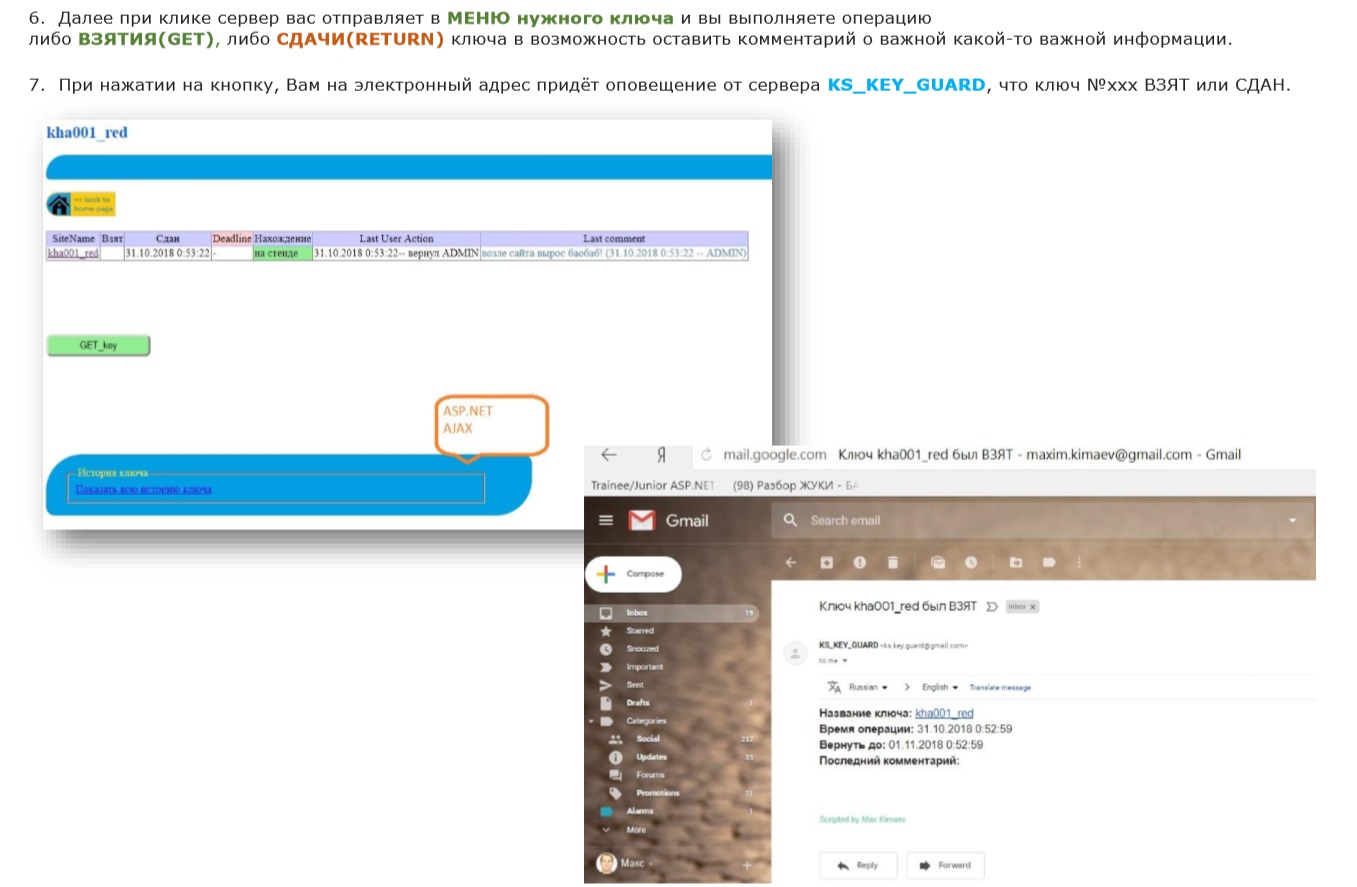 6. Далее при клике сервер вас отправляет в МЕНЮ нужного ключа и вы выполняете операцию
либо ВЗЯТИЯ(GET), либо СДАЧИ(RETURN) ключа в возможность оставить комментарий о важной какой-то важной информации.
7. При нажатии на кнопку, Вам на электронный адрес придёт оповещение от сервера KS_KEY_GUARD, что ключ №xxx ВЗЯТ или СДАН.
kha001_red
<< back to
home page
SiteName Взят Сдан Deadline Нахождение Last User Action Last comment
kha001_red 31.10.2018 0:53:22 - на стенде 31.10.2018 0:53:22-- вернул ADMIN возле сайта вырос баобаб! (31.10.2018 0:53:22 -- ADMIN)
GET_key
ASP.NET
AJAX
История ключа
Показать всю историю ключа
Я mail.google.com Ключ kha001_red был ВЗЯТ - maxim.kimaev@gmail.com - Gmail
Trainee/Junior ASP.NET (98) Разбор ЖУКИ - БА
Gmail
Search email
Compose
Inbox 19
Starred
Snoozed
Important
Sent
Drafts 1
Categories
Social 232
Updates 35
Forums
Promotions 21
Alarms 1
More
Макс
Ключ kha001_red был ВЗЯТ Inbox x
KS_KEY_GUARD <ks.key.guard@gmail.com>
to me
Russian > English Translate message
Название ключа: kha001_red
Время операции: 31.10.2018 0:52:59
Вернуть до: 01.11.2018 0:52:59
Последний комментарий:
Scripted by Max Kimaev
Reply Forward